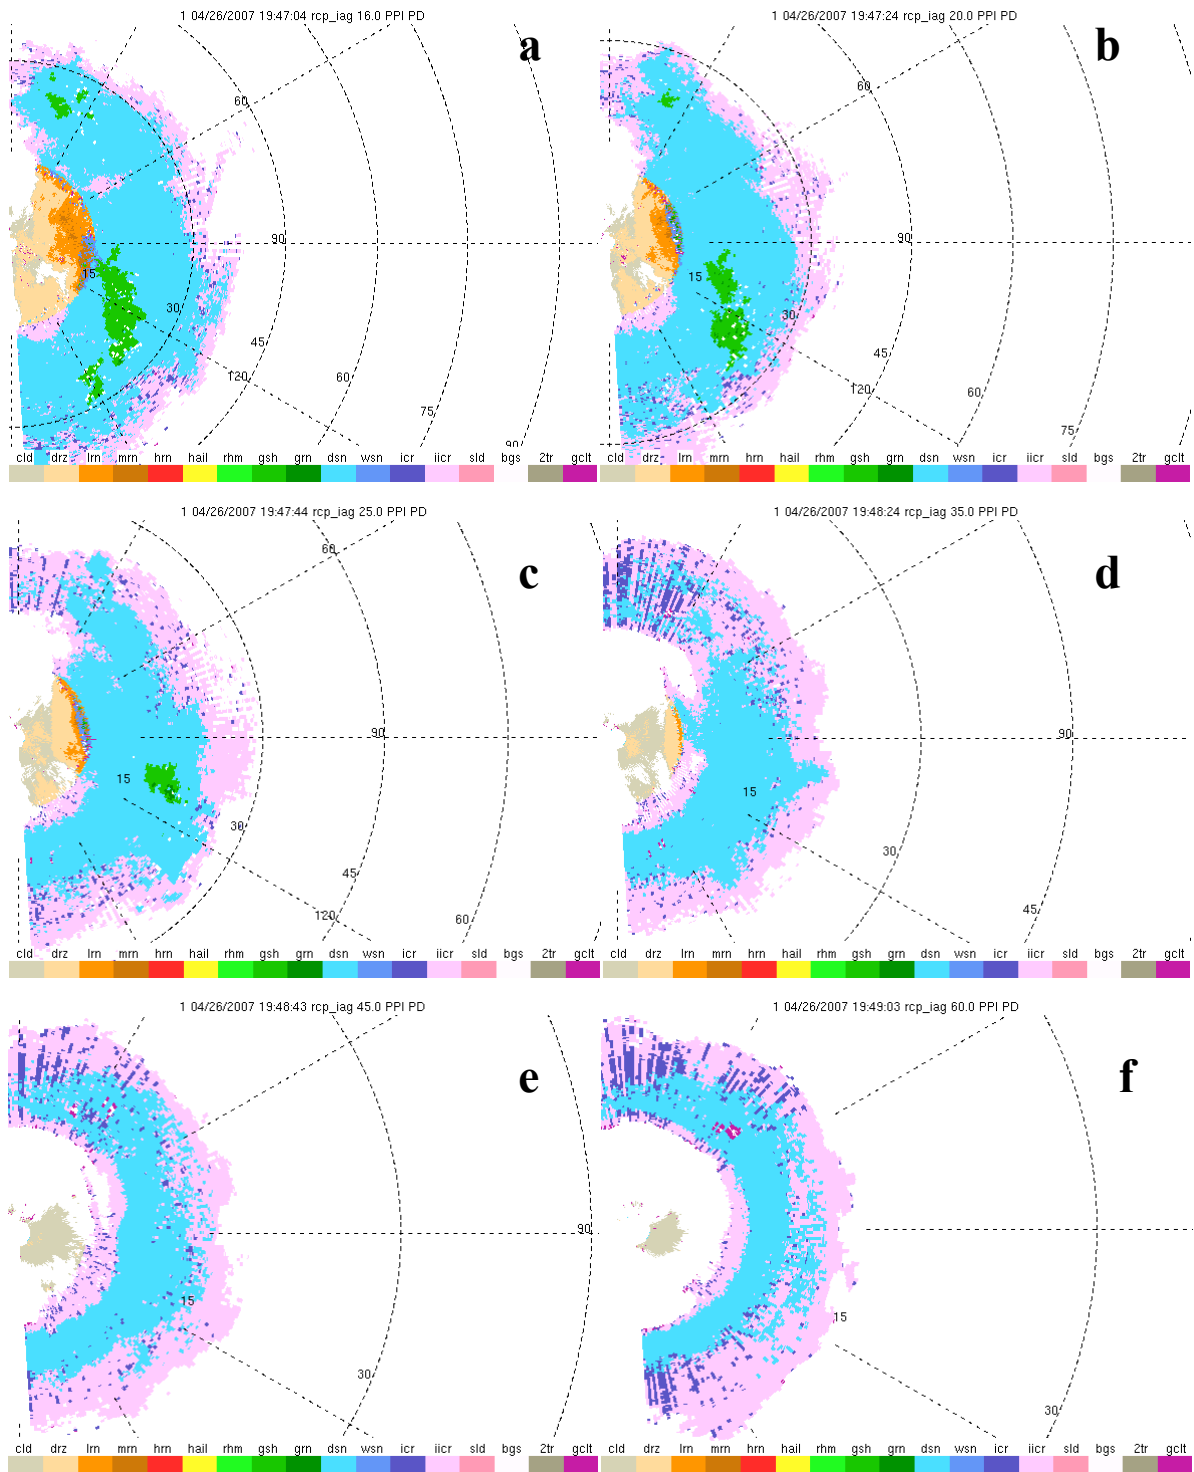 1 04/26/2007 19:47:04 rcp_iag 16.0 PPI PD
a
60
90
15
30
45
120
60
75
90
cld drz lrn mrn hrn hail rhm gsh grn dsn wsn icr iicr sld bgs 2tr gclt
1 04/26/2007 19:47:24 rcp_iag 20.0 PPI PD
b
60
90
15
30
45
120
60
75
cld drz lrn mrn hrn hail rhm gsh grn dsn wsn icr iicr sld bgs 2tr gclt
1 04/26/2007 19:47:44 rcp_iag 25.0 PPI PD
c
60
90
15
30
45
120
60
cld drz lrn mrn hrn hail rhm gsh grn dsn wsn icr iicr sld bgs 2tr gclt
1 04/26/2007 19:48:24 rcp_iag 35.0 PPI PD
d
90
15
30
45
cld drz lrn mrn hrn hail rhm gsh grn dsn wsn icr iicr sld bgs 2tr gclt
1 04/26/2007 19:48:43 rcp_iag 45.0 PPI PD
e
90
15
30
cld drz lrn mrn hrn hail rhm gsh grn dsn wsn icr iicr sld bgs 2tr gclt
1 04/26/2007 19:49:03 rcp_iag 60.0 PPI PD
f
15
30
cld drz lrn mrn hrn hail rhm gsh grn dsn wsn icr iicr sld bgs 2tr gclt